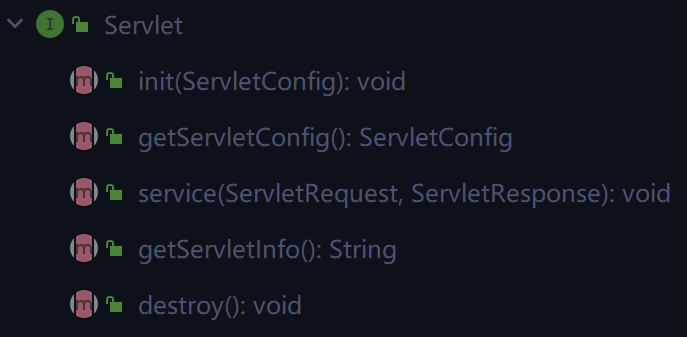 I Servlet
m init(ServletConfig): void
m getServletConfig(): ServletConfig
m service(ServletRequest, ServletResponse): void
m getServletInfo(): String
m destroy(): void